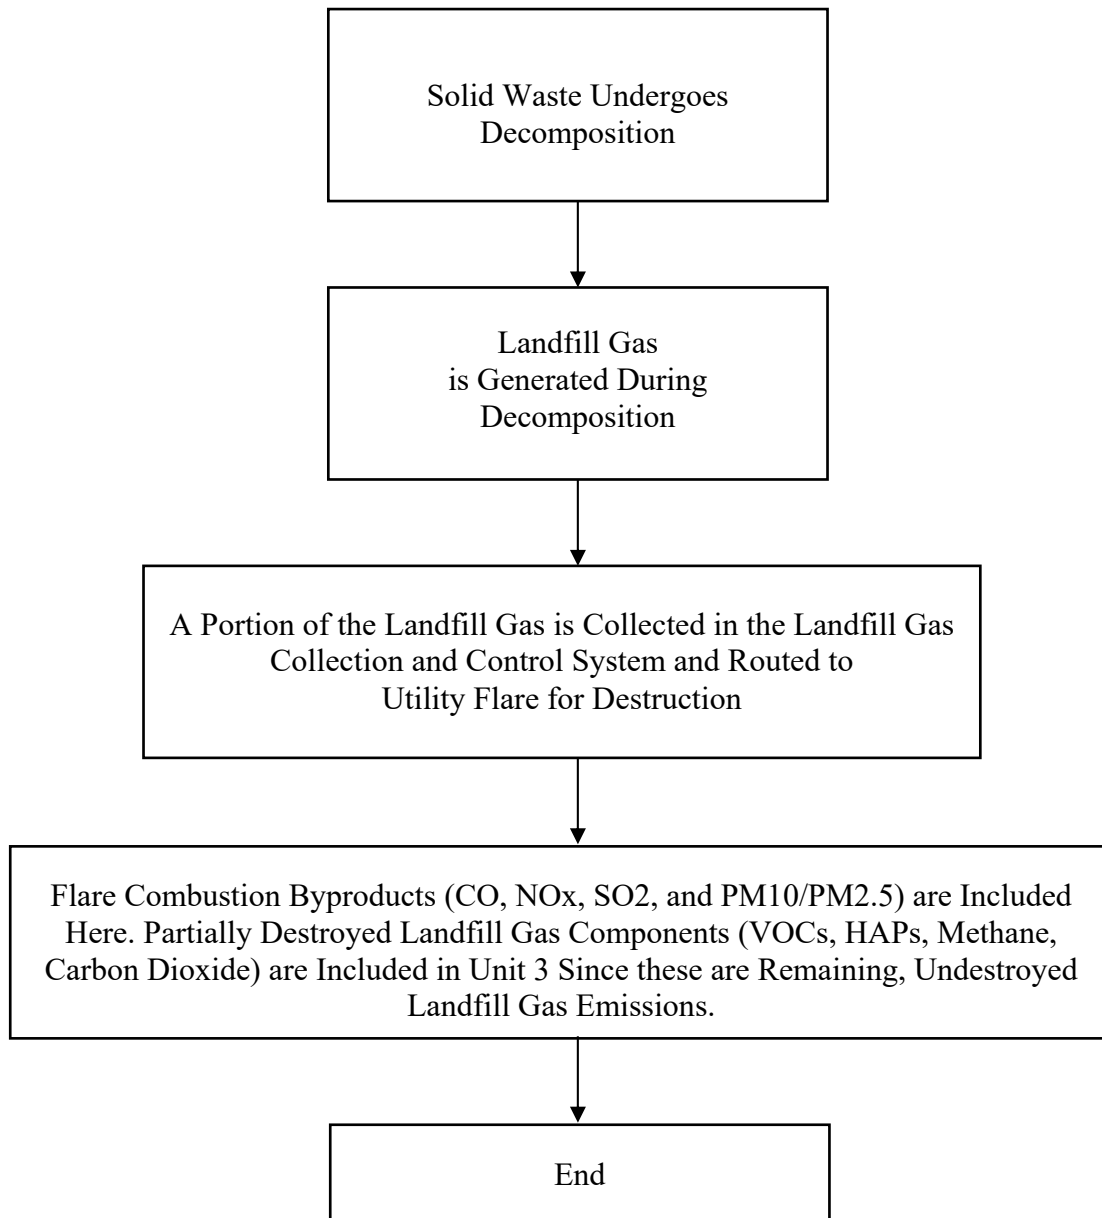 Solid Waste Undergoes
Decomposition
Landfill Gas
is Generated During
Decomposition
A Portion of the Landfill Gas is Collected in the Landfill Gas
Collection and Control System and Routed to
Utility Flare for Destruction
Flare Combustion Byproducts (CO, NOx, SO2, and PM10/PM2.5) are Included
Here. Partially Destroyed Landfill Gas Components (VOCs, HAPs, Methane,
Carbon Dioxide) are Included in Unit 3 Since these are Remaining, Undestroyed
Landfill Gas Emissions.
End